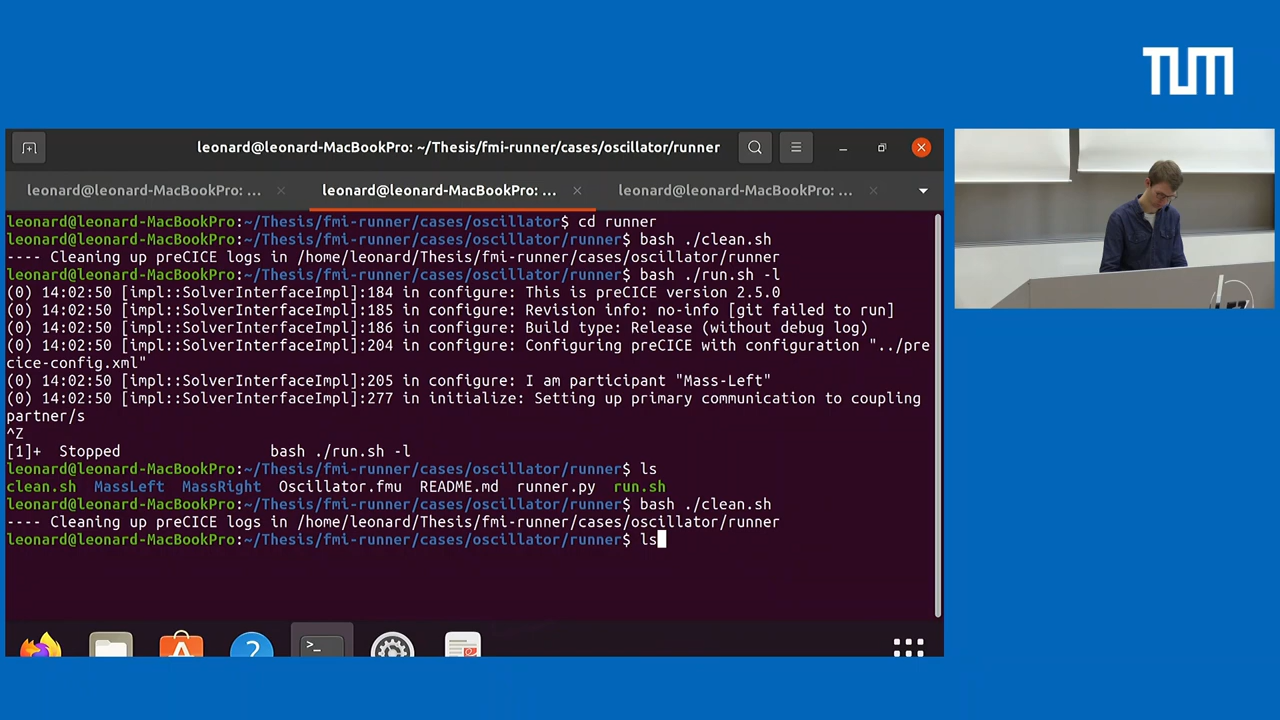 TUM
leonard@leonard-MacBookPro: ~/Thesis/fmi-runner/cases/oscillator/runner
leonard@leonard-MacBookPro: ...
leonard@leonard-MacBookPro: ...
leonard@leonard-MacBookPro: ...
leonard@leonard-MacBookPro:~/Thesis/fmi-runner/cases/oscillator$ cd runner
leonard@leonard-MacBookPro:~/Thesis/fmi-runner/cases/oscillator/runner$ bash ./clean.sh
---- Cleaning up preCICE logs in /home/leonard/Thesis/fmi-runner/cases/oscillator/runner
leonard@leonard-MacBookPro:~/Thesis/fmi-runner/cases/oscillator/runner$ bash ./run.sh -l
(0) 14:02:50 [impl::SolverInterfaceImpl]:184 in configure: This is preCICE version 2.5.0
(0) 14:02:50 [impl::SolverInterfaceImpl]:185 in configure: Revision info: no-info [git failed to run]
(0) 14:02:50 [impl::SolverInterfaceImpl]:186 in configure: Build type: Release (without debug log)
(0) 14:02:50 [impl::SolverInterfaceImpl]:204 in configure: Configuring preCICE with configuration "../pre
cice-config.xml"
(0) 14:02:50 [impl::SolverInterfaceImpl]:205 in configure: I am participant "Mass-Left"
(0) 14:02:50 [impl::SolverInterfaceImpl]:277 in initialize: Setting up primary communication to coupling
partner/s
^Z
[1]+  Stopped                 bash ./run.sh -l
leonard@leonard-MacBookPro:~/Thesis/fmi-runner/cases/oscillator/runner$ ls
clean.sh  MassLeft  MassRight  Oscillator.fmu  README.md  runner.py  run.sh
leonard@leonard-MacBookPro:~/Thesis/fmi-runner/cases/oscillator/runner$ bash ./clean.sh
---- Cleaning up preCICE logs in /home/leonard/Thesis/fmi-runner/cases/oscillator/runner
leonard@leonard-MacBookPro:~/Thesis/fmi-runner/cases/oscillator/runner$ ls